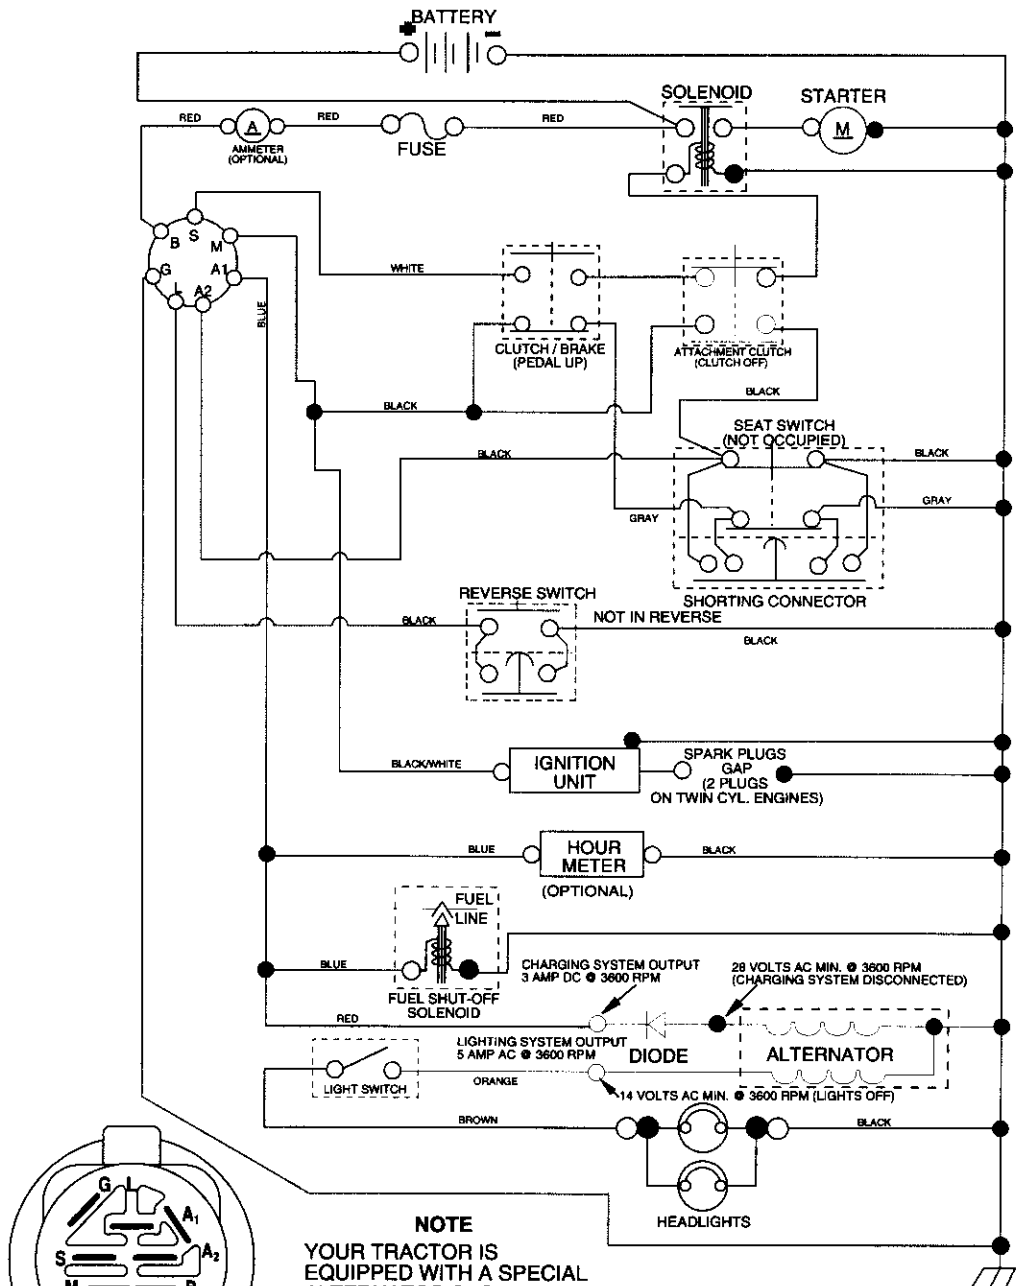 BATTERY
SOLENOID
STARTER
RED
A
RED
RED
M
AMMETER
(OPTIONAL)
FUSE
B
S
M
G
A1
L
A2
WHITE
BLUE
CLUTCH / BRAKE
(PEDAL UP)
ATTACHMENT CLUTCH
(CLUTCH OFF)
BLACK
BLACK
SEAT SWITCH
(NOT OCCUPIED)
BLACK
BLACK
GRAY
GRAY
REVERSE SWITCH
SHORTING CONNECTOR
NOT IN REVERSE
BLACK
BLACK
IGNITION
UNIT
SPARK PLUGS
GAP
(2 PLUGS
ON TWIN CYL. ENGINES)
BLACK/WHITE
BLUE
HOUR
METER
BLACK
(OPTIONAL)
FUEL
LINE
BLUE
FUEL SHUT-OFF
SOLENOID
CHARGING SYSTEM OUTPUT
3 AMP DC @ 3600 RPM
28 VOLTS AC MIN. @ 3600 RPM
(CHARGING SYSTEM DISCONNECTED)
RED
LIGHTING SYSTEM OUTPUT
5 AMP AC @ 3600 RPM
DIODE
ALTERNATOR
LIGHT SWITCH
ORANGE
14 VOLTS AC MIN. @ 3600 RPM (LIGHTS OFF)
BROWN
BLACK
HEADLIGHTS
G
L
A1
A2
S
NOTE
YOUR TRACTOR IS
EQUIPPED WITH A SPECIAL